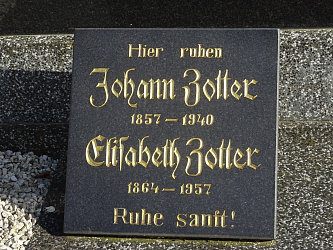 Hier ruhen
Johann Zotter
1857 – 1940
Elisabeth Zotter
1864 – 1957
Ruhe sanft!